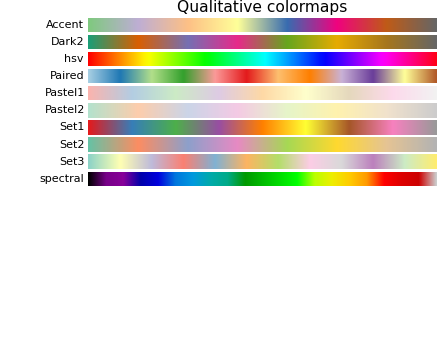 Qualitative colormaps
Accent
Dark2
hsv
Paired
Pastel1
Pastel2
Set1
Set2
Set3
spectral